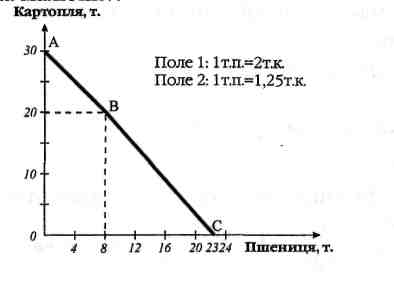 Картопля, т.
A
30
Поле 1: 1т.п.=2т.к.
Поле 2: 1т.п.=1,25т.к.
20
B
10
C
0
4 8 12 16 20 23 24 Пшениця, т.